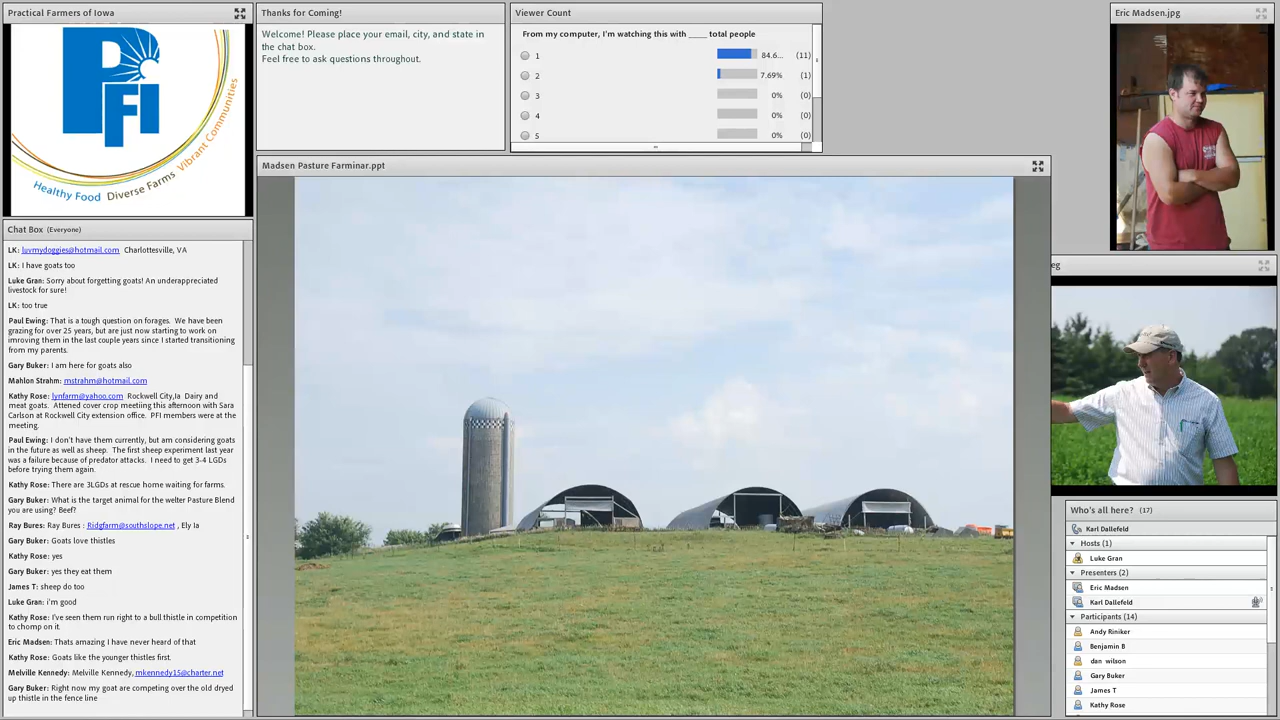 Practical Farmers of Iowa
PFI
Healthy Food Diverse Farms Vibrant Communities
Thanks for Coming!
Welcome! Please place your email, city, and state in
the chat box.
Feel free to ask questions throughout.
Viewer Count
From my computer, I'm watching this with ____ total people
1 84.6... (11)
2 7.69% (1)
3 0% (0)
4 0% (0)
5 0% (0)
Eric Madsen.jpg
Madsen Pasture Farminar.ppt
Chat Box (Everyone)
LK: luvmydoggies@hotmail.com Charlottesville, VA
LK: I have goats too
Luke Gran: Sorry about forgetting goats! An underappreciated
livestock for sure!
LK: too true
Paul Ewing: That is a tough question on forages. We have been
grazing for over 25 years, but are just now starting to work on
imroving them in the last couple years since I started transitioning
from my parents.
Gary Buker: I am here for goats also
Mahlon Strahm: mstrahm@hotmail.com
Kathy Rose: lynfarm@yahoo.com Rockwell City,Ia Dairy and
meat goats. Attened cover crop meetiing this afternoon with Sara
Carlson at Rockwell City extension office. PFI members were at the
meeting.
Paul Ewing: I don't have them currently, but am considering goats
in the future as well as sheep. The first sheep experiment last year
was a failure because of predator attacks. I need to get 3-4 LGDs
before trying them again.
Kathy Rose: There are 3LGDs at rescue home waiting for farms.
Gary Buker: What is the target animal for the welter Pasture Blend
you are using? Beef?
Ray Bures: Ray Bures : Ridgfarm@southslope.net , Ely Ia
Gary Buker: Goats love thistles
Kathy Rose: yes
Gary Buker: yes they eat them
James T: sheep do too
Luke Gran: i'm good
Kathy Rose: I've seen them run right to a bull thistle in competition
to chomp on it.
Eric Madsen: Thats amazing I have never heard of that
Kathy Rose: Goats like the younger thistles first.
Melville Kennedy: Melville Kennedy, mkennedy15@charter.net
Gary Buker: Right now my goat are competing over the old dryed
up thistle in the fence line
eg
Who's all here? (17)
Karl Dallefeld
Hosts (1)
Luke Gran
Presenters (2)
Eric Madsen
Karl Dallefeld
Participants (14)
Andy Riniker
Benjamin B
dan wilson
Gary Buker
James T
Kathy Rose